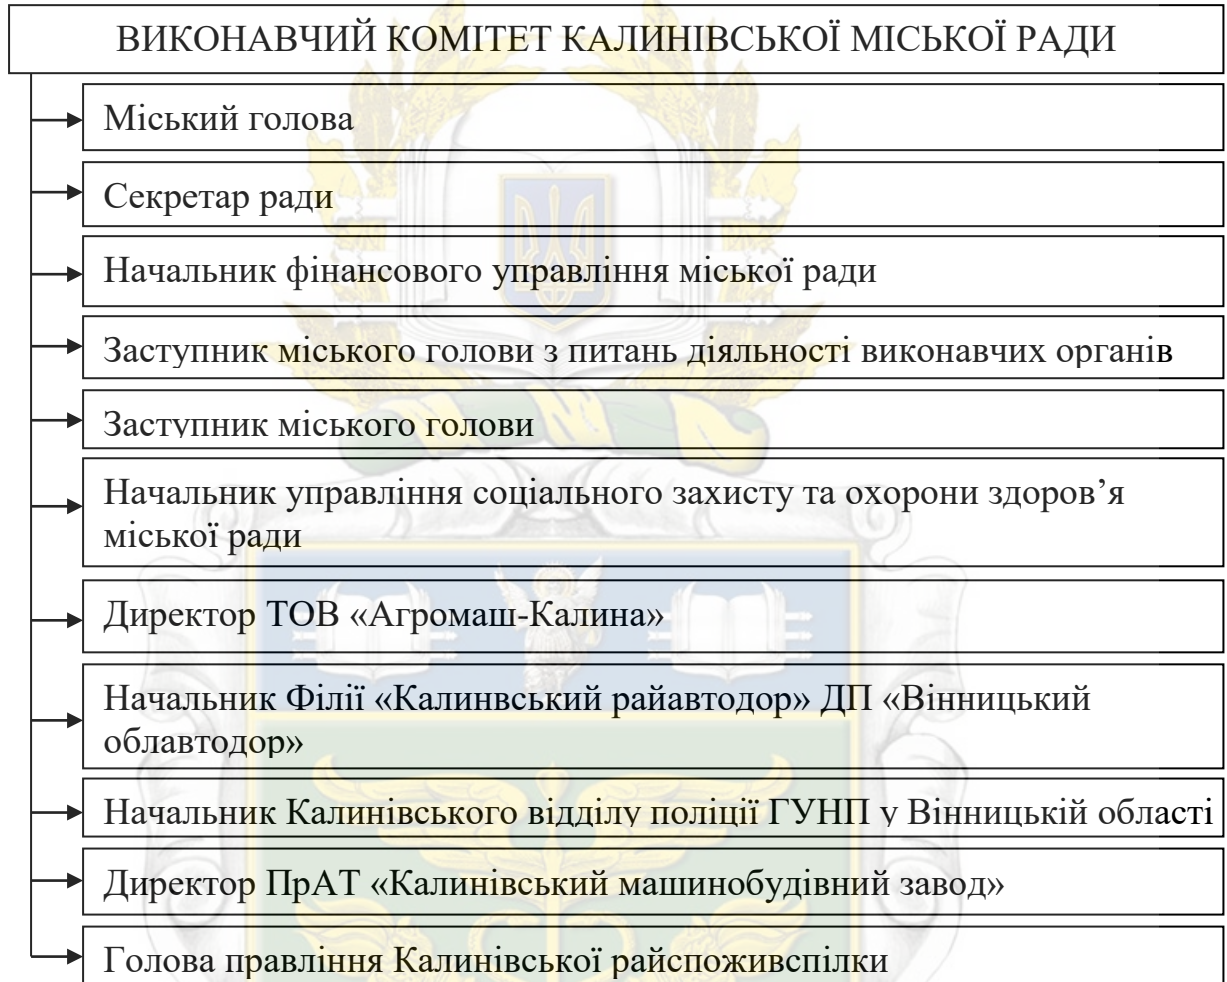 ВИКОНАВЧИЙ КОМІТЕТ КАЛИНІВСЬКОЇ МІСЬКОЇ РАДИ
Міський голова
Секретар ради
Начальник фінансового управління міської ради
Заступник міського голови з питань діяльності виконавчих органів
Заступник міського голови
Начальник управління соціального захисту та охорони здоров’я
міської ради
Директор ТОВ «Агромаш-Калина»
Начальник Філії «Калинвський райавтодор» ДП «Вінницький
облавтодор»
Начальник Калинівського відділу поліції ГУНП у Вінницькій області
Директор ПрАТ «Калинівський машинобудівний завод»
Голова правління Калинівської райспоживспілки